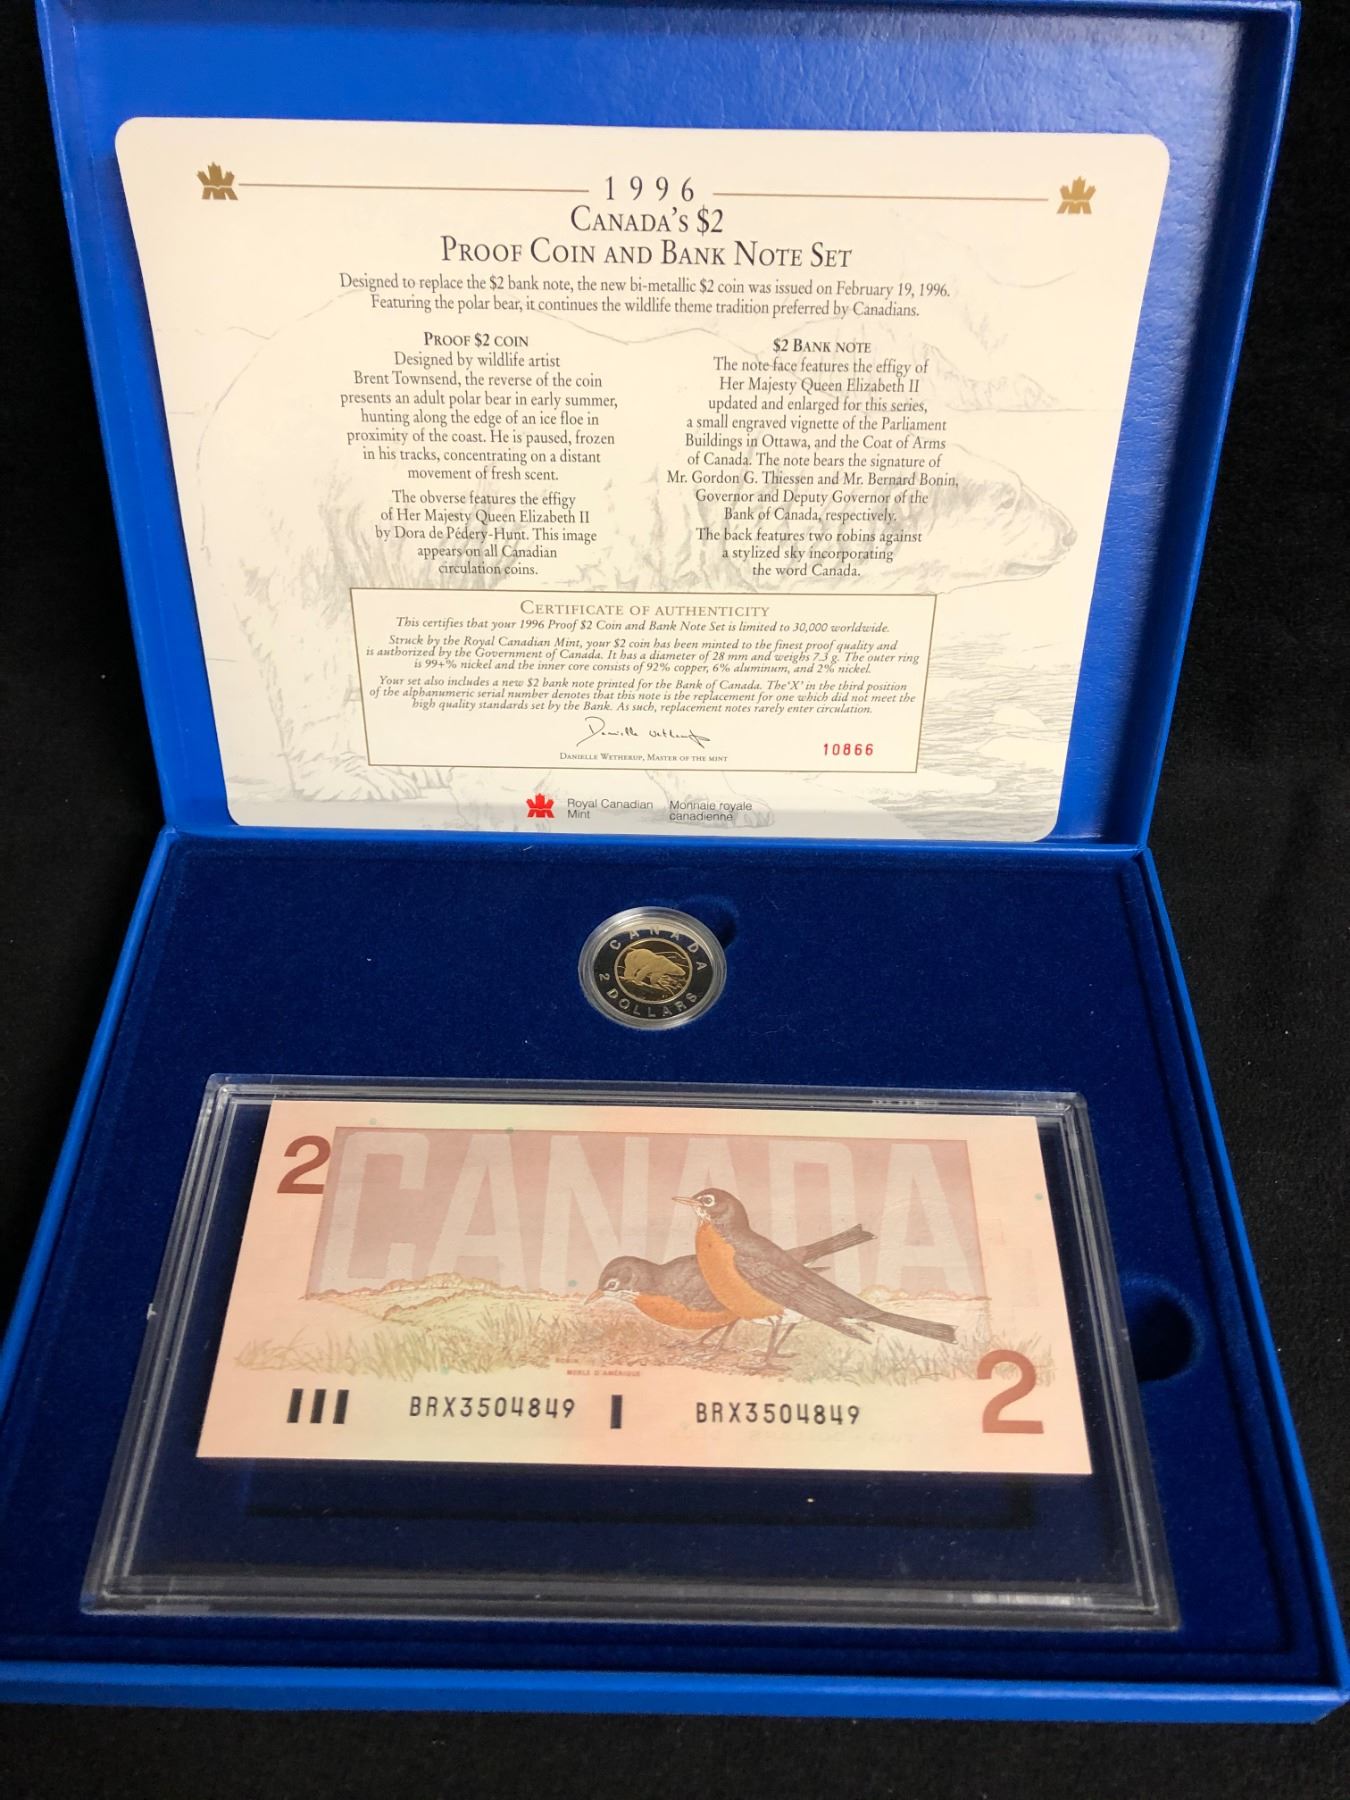 1996
CANADA'S $2
PROOF COIN AND BANK NOTE SET
Designed to replace the $2 bank note, the new bi-metallic $2 coin was issued on February 19, 1996.
Featuring the polar bear, it continues the wildlife theme tradition preferred by Canadians.
PROOF $2 COIN
Designed by wildlife artist
Brent Townsend, the reverse of the coin
presents an adult polar bear in early summer,
hunting along the edge of an ice floe in
proximity of the coast. He is paused, frozen
in his tracks, concentrating on a distant
movement of fresh scent.
The obverse features the effigy
of Her Majesty Queen Elizabeth II
by Dora de Pédery-Hunt. This image
appears on all Canadian
circulation coins.
$2 BANK NOTE
The note face features the effigy of
Her Majesty Queen Elizabeth II
updated and enlarged for this series,
a small engraved vignette of the Parliament
Buildings in Ottawa, and the Coat of Arms
of Canada. The note bears the signature of
Mr. Gordon G. Thiessen and Mr. Bernard Bonin,
Governor and Deputy Governor of the
Bank of Canada, respectively.
The back features two robins against
a stylized sky incorporating
the word Canada.
CERTIFICATE OF AUTHENTICITY
This certifies that your 1996 Proof $2 Coin and Bank Note Set is limited to 30,000 worldwide.
Struck by the Royal Canadian Mint, your $2 coin has been minted to the finest proof quality and
is authorized by the Government of Canada. It has a diameter of 28 mm and weighs 7.3 g. The outer ring
is 99+% nickel and the inner core consists of 92% copper, 6% aluminum, and 2% nickel.
Your set also includes a new $2 bank note printed for the Bank of Canada. The 'X' in the third position
of the alphanumeric serial number denotes that this note is the replacement for one which did not meet the
high quality standards set by the Bank. As such, replacement notes rarely enter circulation.
Danielle Wetherup
DANIELLE WETHERUP, MASTER OF THE MINT
10866
Royal Canadian
Mint
Monnaie royale
canadienne
CANADA
2 DOLLARS
2
CANADA
ROBIN
MERLE D'AMÉRIQUE
BRX3504849
BRX3504849
2